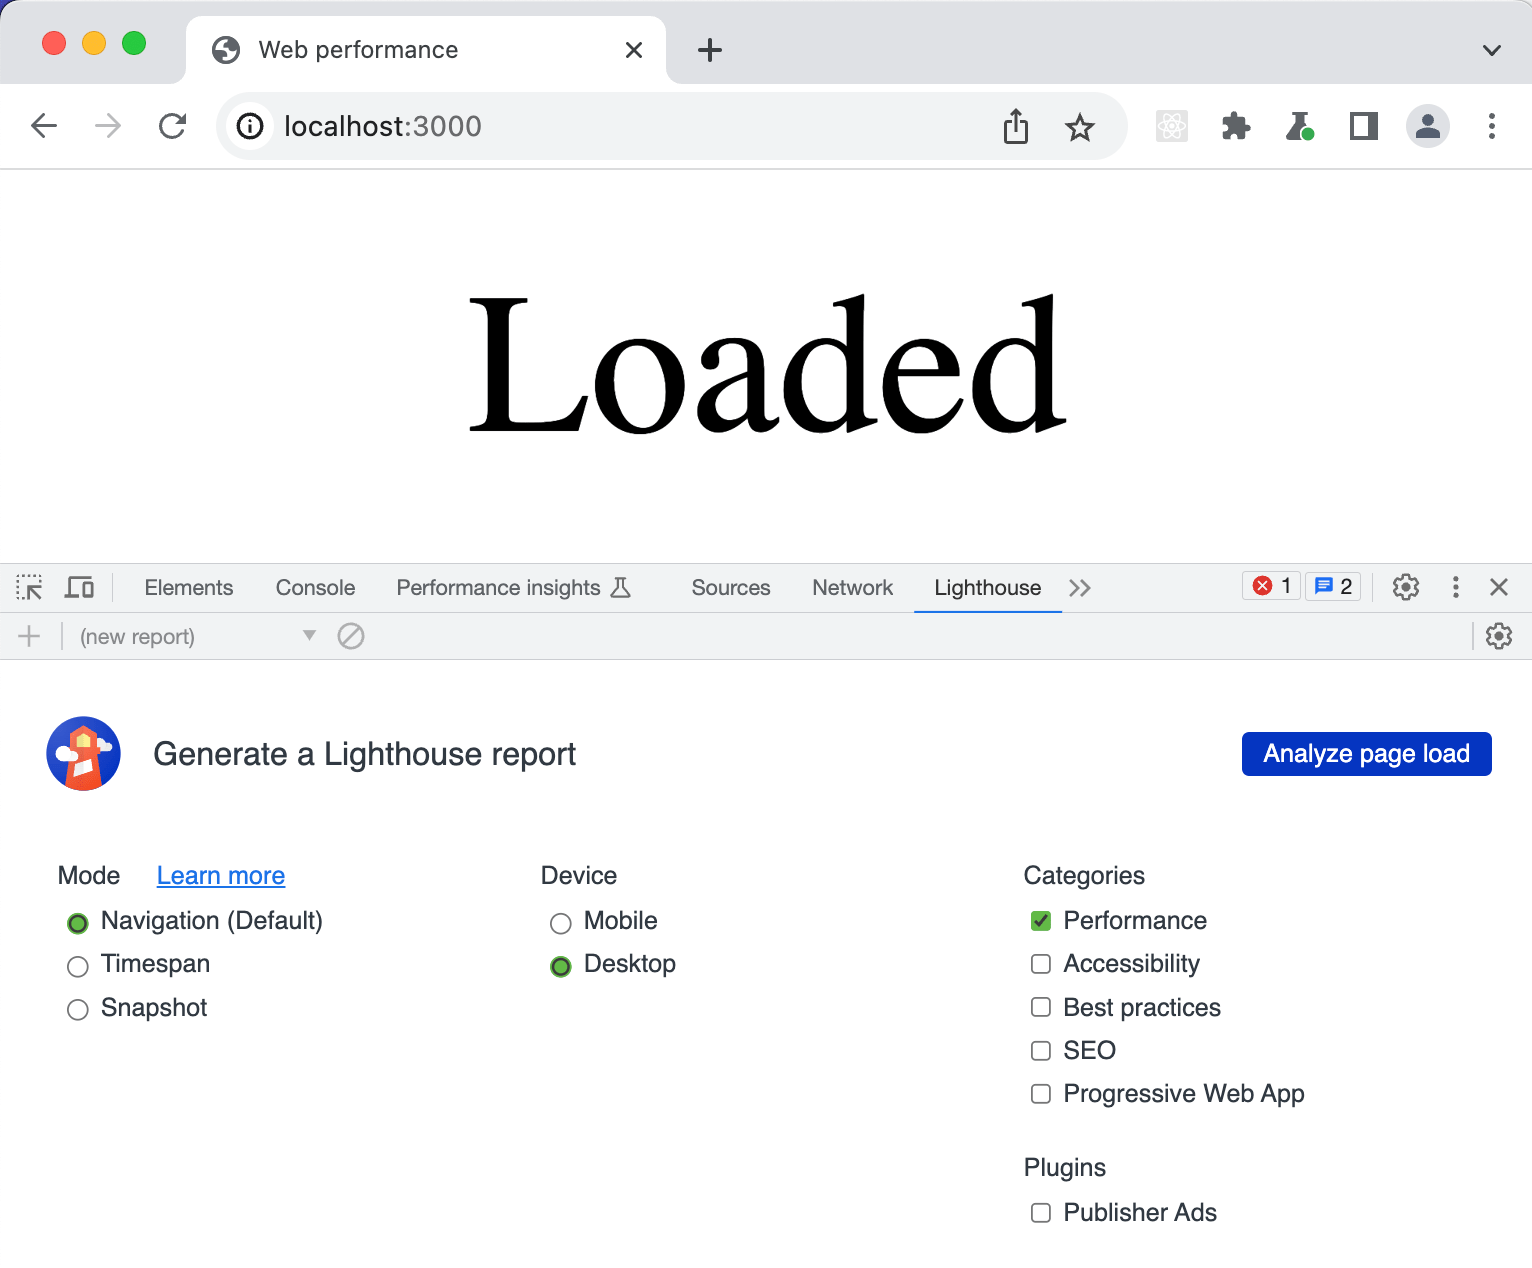 Web performance
localhost:3000
Loaded
Elements Console Performance insights Sources Network Lighthouse 1 2
(new report)
Generate a Lighthouse report Analyze page load
Mode Learn more Device Categories
Navigation (Default) Mobile Performance
Timespan Desktop Accessibility
Snapshot Best practices
SEO
Progressive Web App
Plugins
Publisher Ads